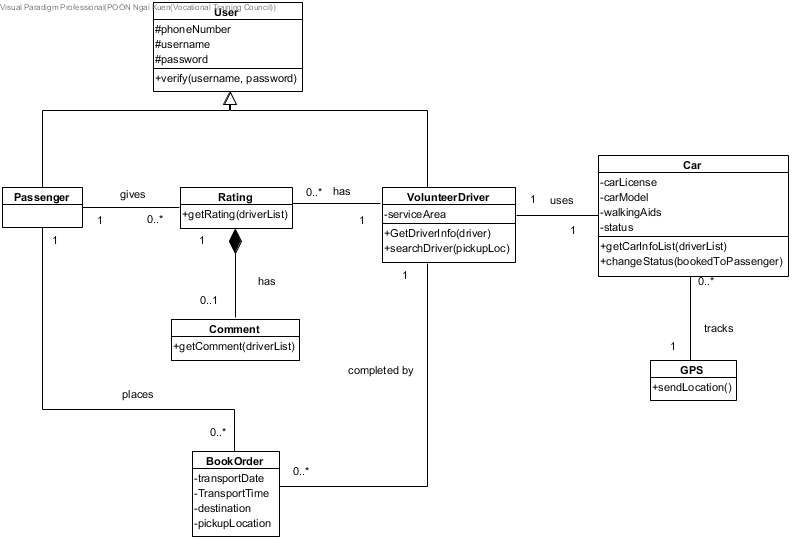 Visual Paradigm Professional(POON Ngai Kuen(Vocational Training Council))
User
#phoneNumber
#username
#password
+verify(username, password)
Passenger
gives
1
0..*
Rating
+getRating(driverList)
0..*
has
1
VolunteerDriver
-serviceArea
+GetDriverInfo(driver)
+searchDriver(pickupLoc)
1
uses
1
Car
-carLicense
-carModel
-walkingAids
-status
+getCarInfoList(driverList)
+changeStatus(bookedToPassenger)
1
1
has
0..1
Comment
+getComment(driverList)
1
completed by
0..*
tracks
1
GPS
+sendLocation()
places
0..*
BookOrder
-transportDate
-TransportTime
-destination
-pickupLocation
0..*